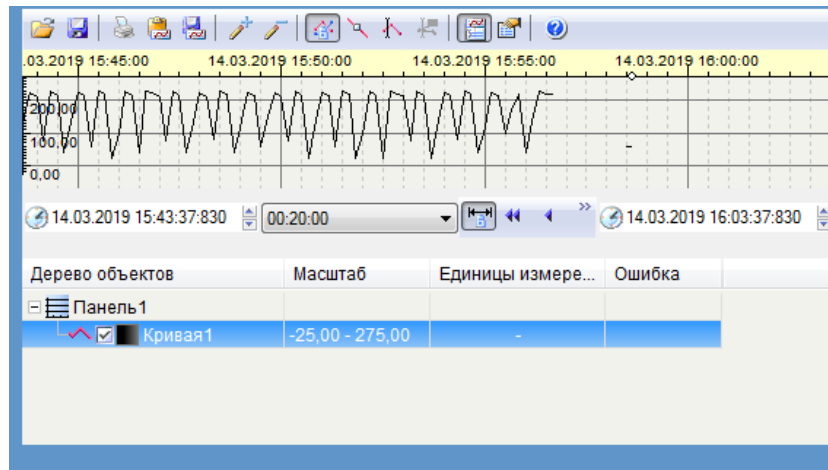 .03.2019 15:45:00 14.03.2019 15:50:00 14.03.2019 15:55:00 14.03.2019 16:00:00
200,00
100,00
0,00
14.03.2019 15:43:37:830 00:20:00 14.03.2019 16:03:37:830
Дерево объектов Масштаб Единицы измере... Ошибка
Панель1
Кривая1 -25,00 - 275,00 -